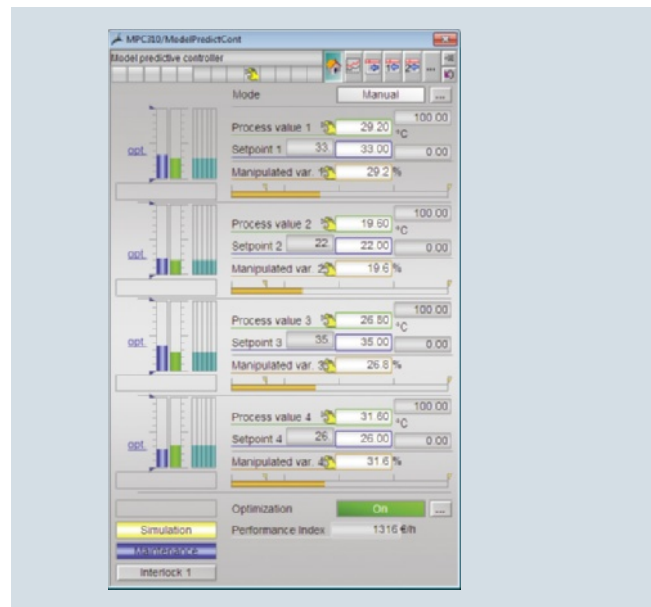 MPC310/ModelPredictCont
Model predictive controller
1 2 ...
Mode Manual ...
100.00
Process value 1 29.20 °C
opt. Setpoint 1 33. 33.00 0.00
Manipulated var. 1 29.2 %
100.00
Process value 2 19.60 °C
opt. Setpoint 2 22. 22.00 0.00
Manipulated var. 2 19.6 %
100.00
Process value 3 26.80 °C
opt. Setpoint 3 35. 35.00 0.00
Manipulated var. 3 26.8 %
100.00
Process value 4 31.60 °C
opt. Setpoint 4 26. 26.00 0.00
Manipulated var. 4 31.6 %
Optimization On ...
Simulation Performance Index 1316 €/h
Maintenance
Interlock 1